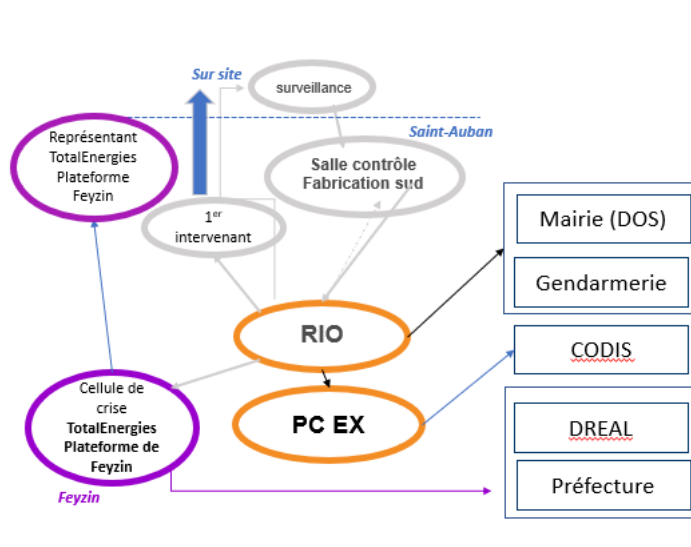 Sur site
surveillance
Saint-Auban
Représentant
TotalEnergies
Plateforme
Feyzin
Salle contrôle
Fabrication sud
1er
intervenant
Mairie (DOS)
Gendarmerie
RIO
CODIS
Cellule de
crise
TotalEnergies
Plateforme de
Feyzin
PC EX
DREAL
Préfecture
Feyzin